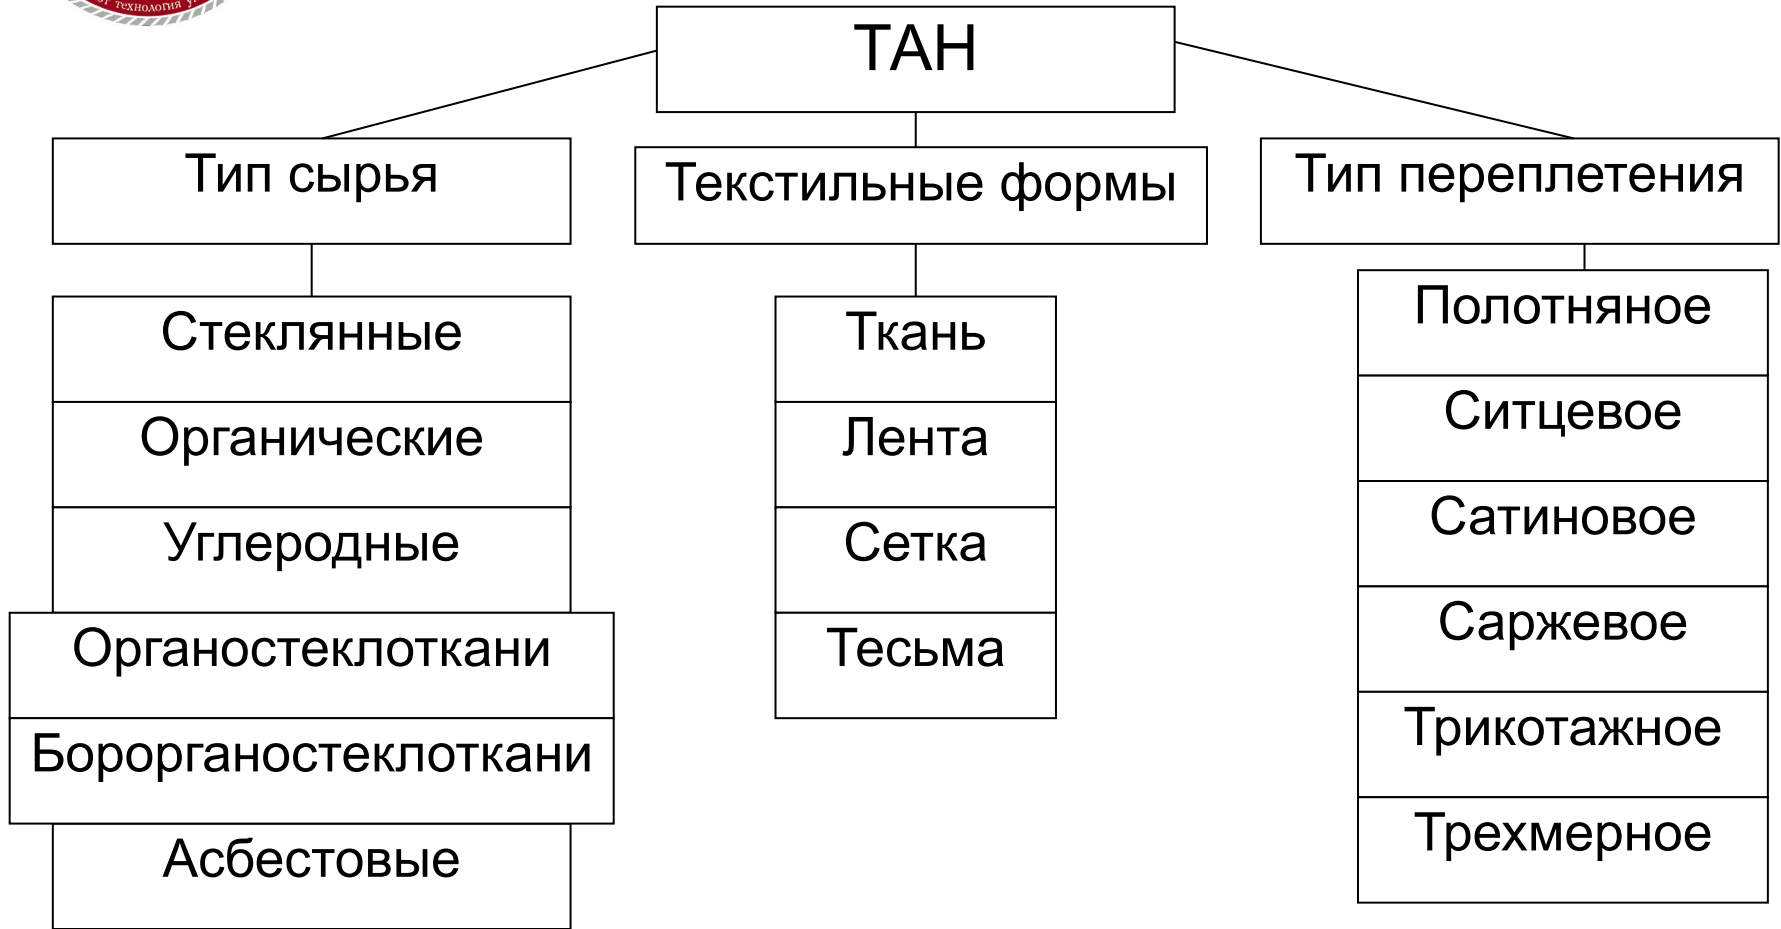 технология
ТАН
Тип сырья
Текстильные формы
Тип переплетения
Стеклянные
Органические
Углеродные
Органостеклоткани
Борорганостеклоткани
Асбестовые
Ткань
Лента
Сетка
Тесьма
Полотняное
Ситцевое
Сатиновое
Саржевое
Трикотажное
Трехмерное